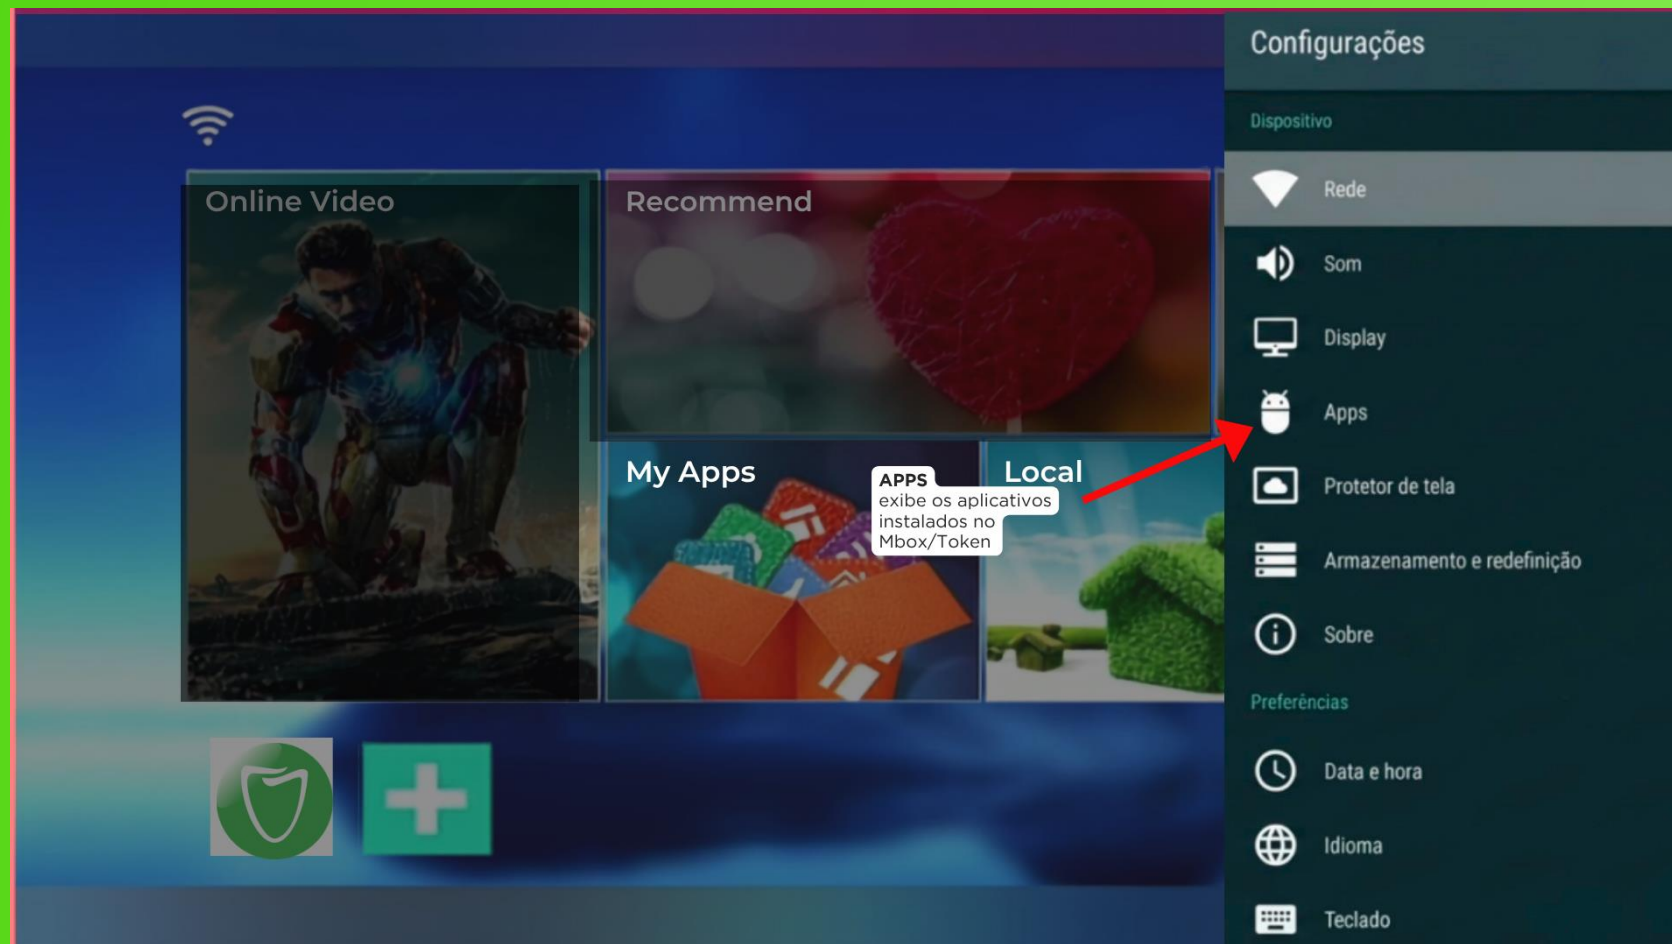 Configurações
Dispositivo
Online Video
Recommend
Rede
Som
Display
Apps
My Apps
Local
APPS
exibe os aplicativos
instalados no
Mbox/Token
Protetor de tela
Armazenamento e redefinição
Sobre
Preferências
Data e hora
Idioma
Teclado